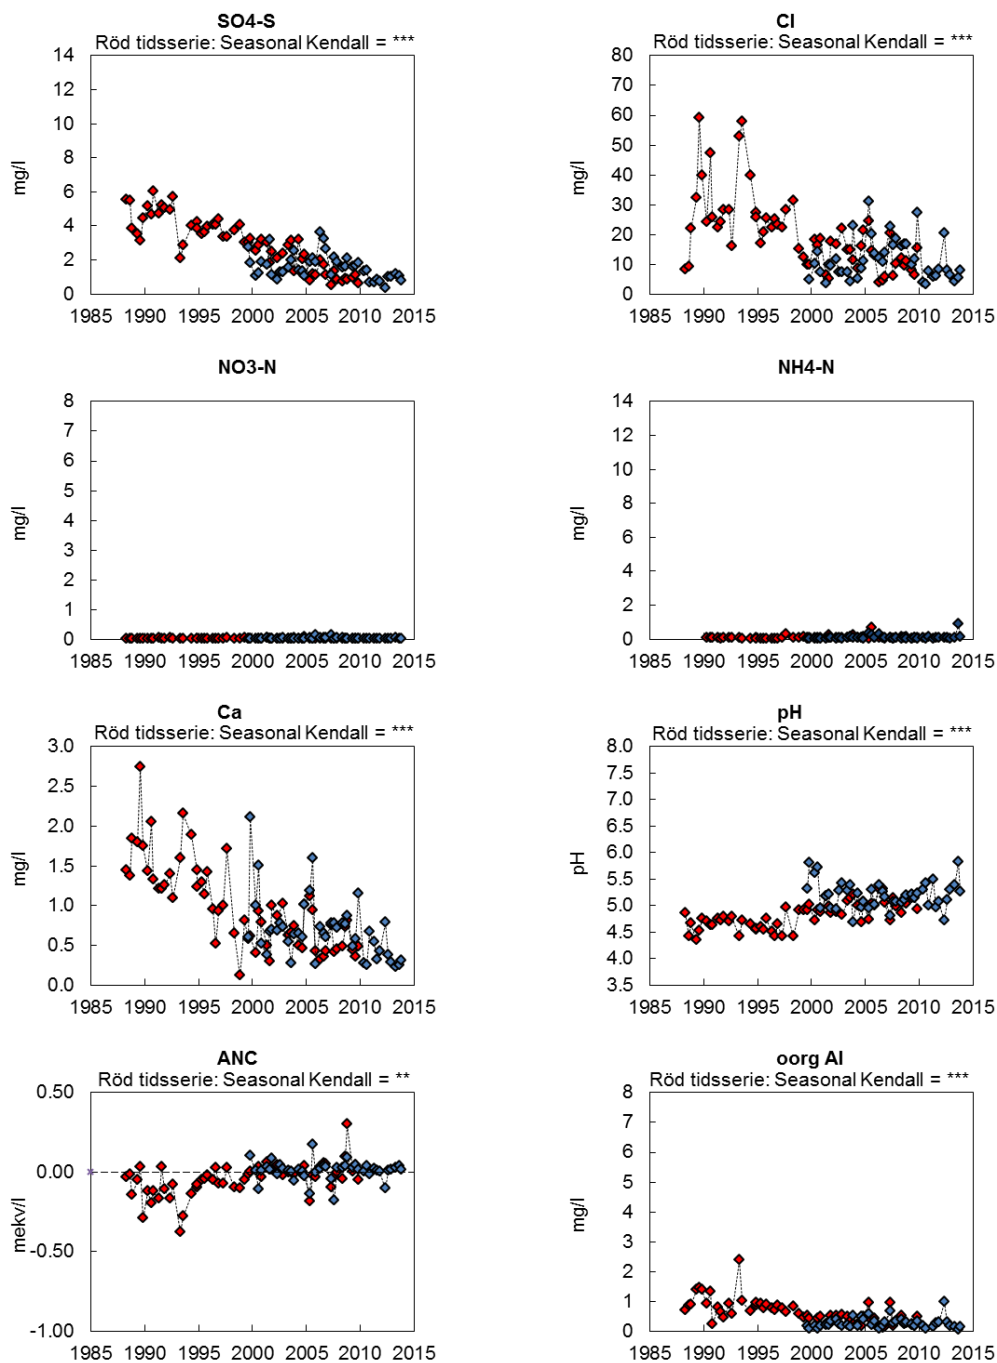 SO4-S
Röd tidsserie: Seasonal Kendall = ***
14
12
10
8
6
4
2
0
mg/l
1985 1990 1995 2000 2005 2010 2015
Cl
Röd tidsserie: Seasonal Kendall = ***
80
70
60
50
40
30
20
10
0
mg/l
1985 1990 1995 2000 2005 2010 2015
NO3-N
8
7
6
5
4
3
2
1
0
mg/l
1985 1990 1995 2000 2005 2010 2015
NH4-N
14
12
10
8
6
4
2
0
mg/l
1985 1990 1995 2000 2005 2010 2015
Ca
Röd tidsserie: Seasonal Kendall = ***
3.0
2.5
2.0
1.5
1.0
0.5
0.0
mg/l
1985 1990 1995 2000 2005 2010 2015
pH
Röd tidsserie: Seasonal Kendall = ***
8.0
7.5
7.0
6.5
6.0
5.5
5.0
4.5
4.0
3.5
pH
1985 1990 1995 2000 2005 2010 2015
ANC
Röd tidsserie: Seasonal Kendall = **
0.50
0.00
-0.50
-1.00
mekv/l
1985 1990 1995 2000 2005 2010 2015
oorg Al
Röd tidsserie: Seasonal Kendall = ***
8
7
6
5
4
3
2
1
0
mg/l
1985 1990 1995 2000 2005 2010 2015